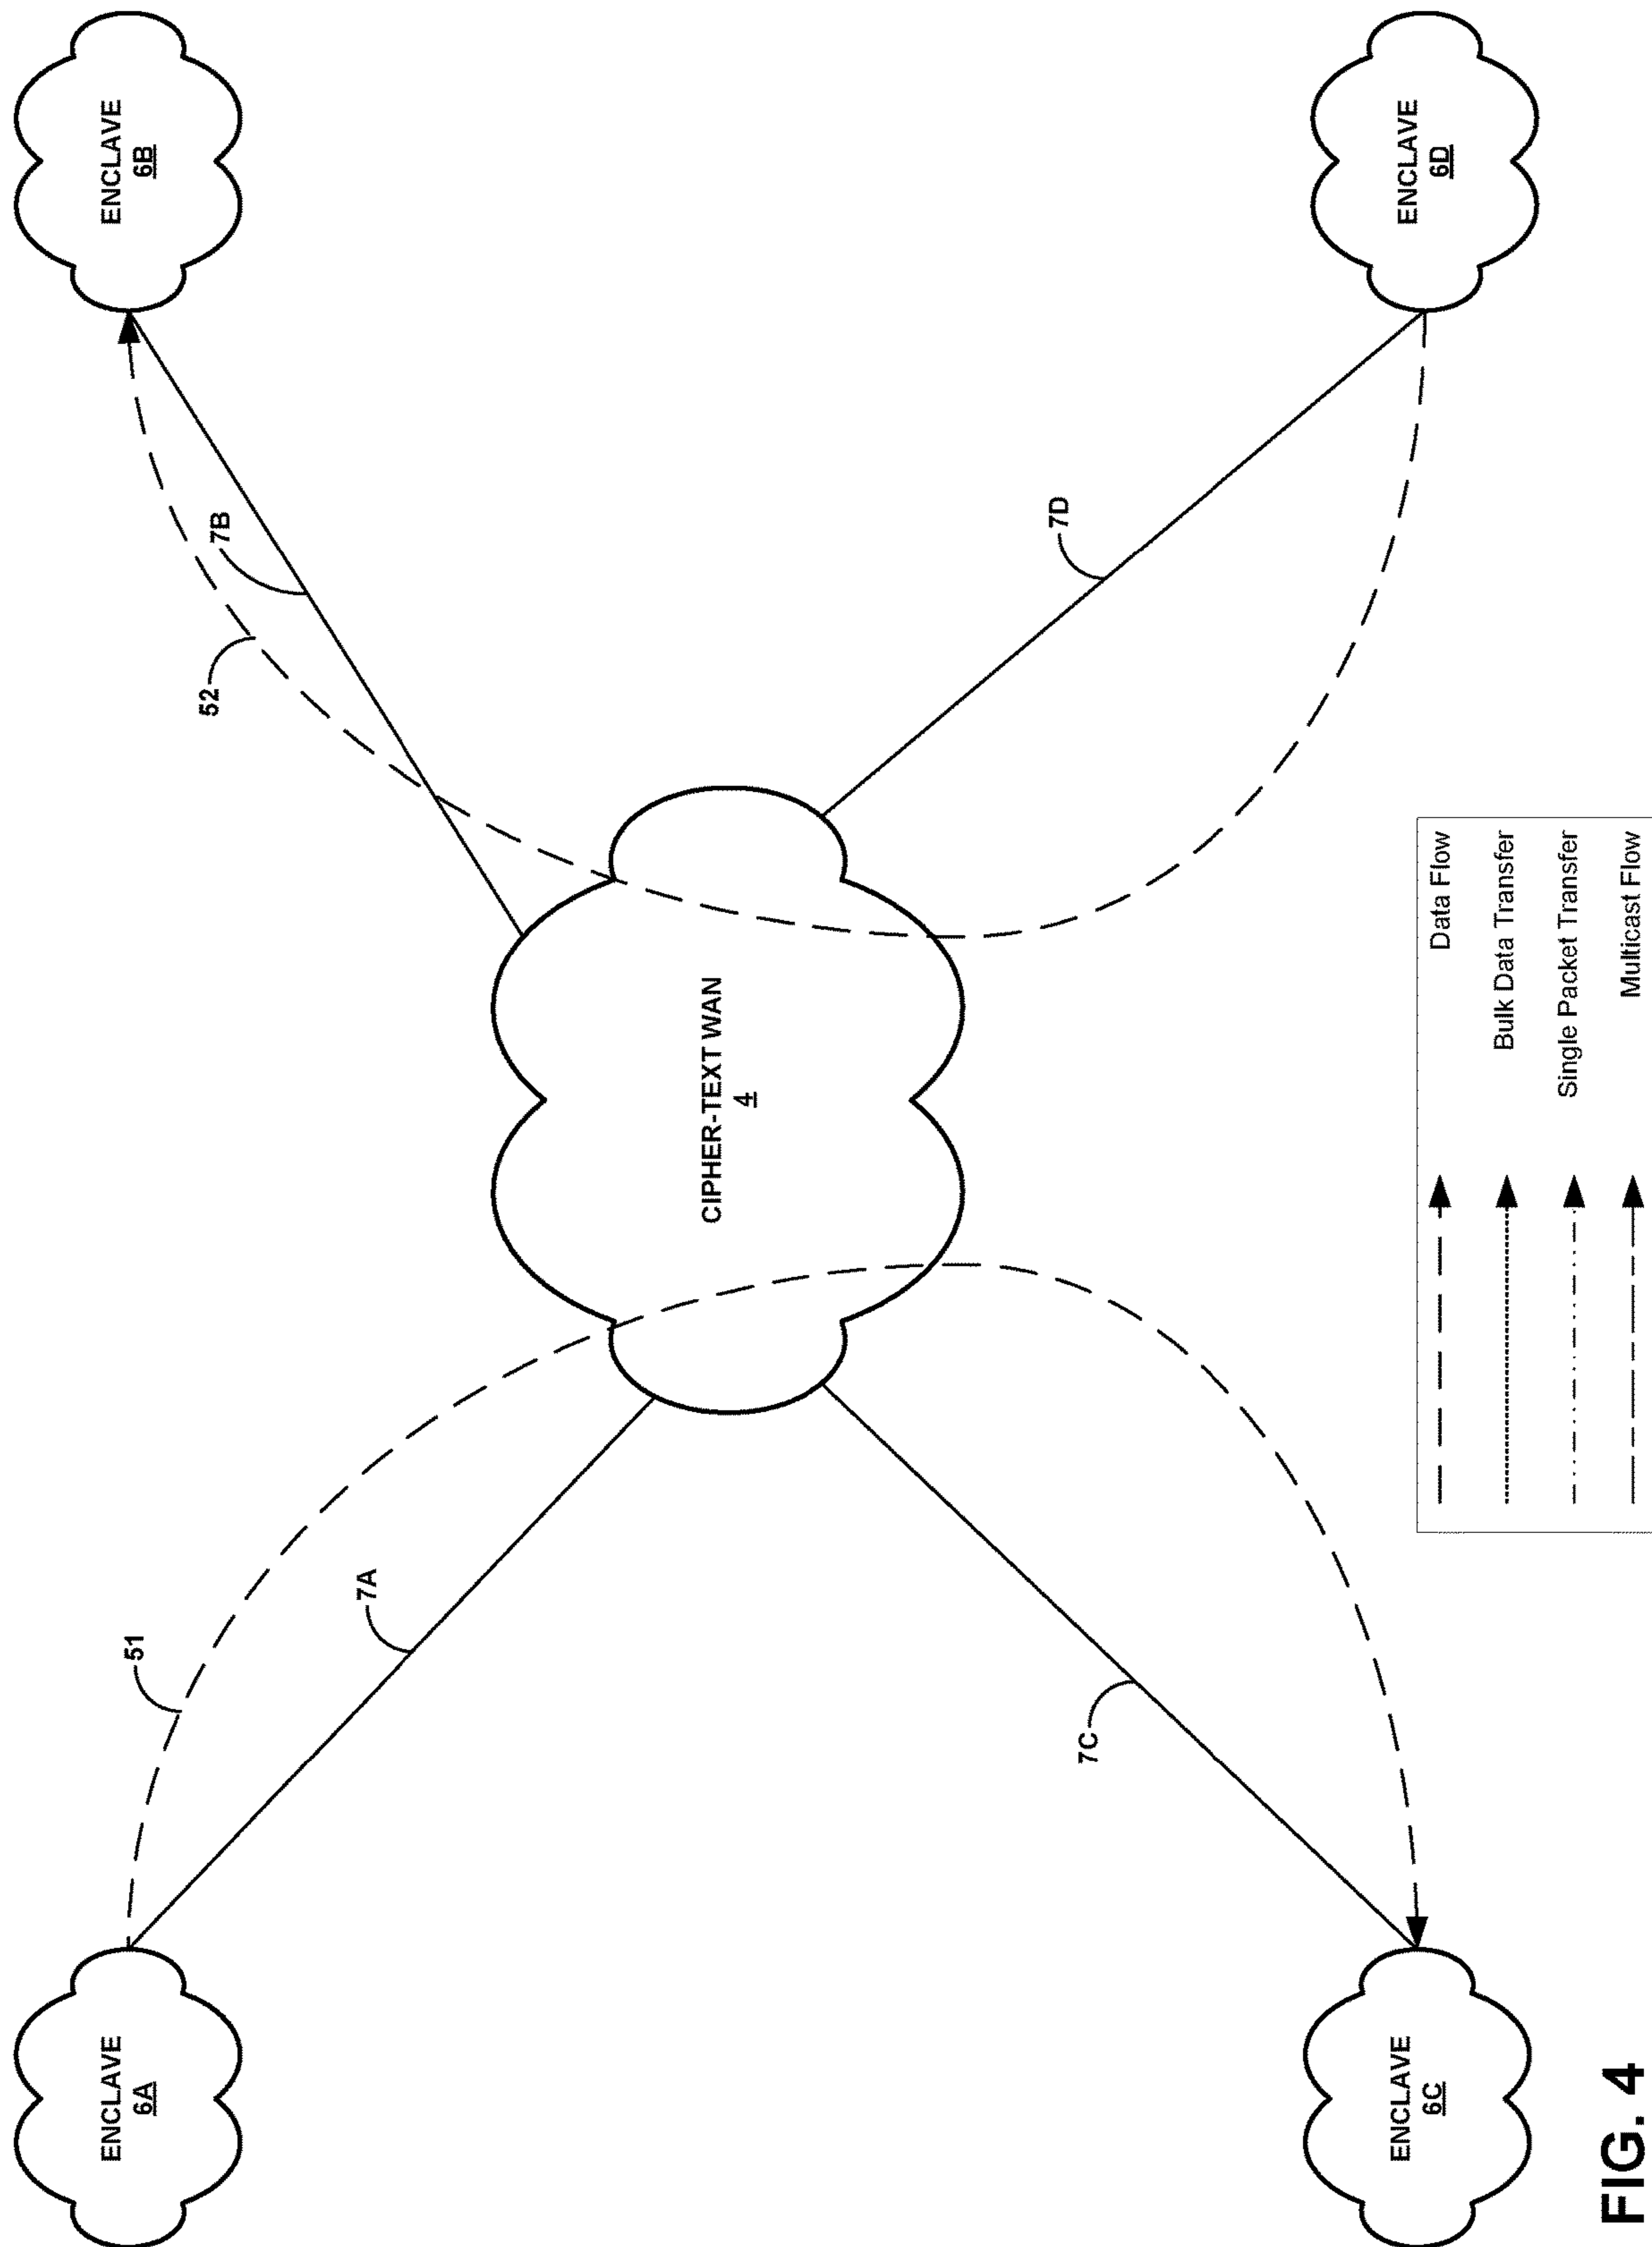 ENCLAVE
6A
ENCLAVE
6B
51
7A
52
7B
CIPHER-TEXT WAN
4
7C
7D
ENCLAVE
6C
ENCLAVE
6D
Data Flow
Bulk Data Transfer
Single Packet Transfer
Multicast Flow
FIG. 4